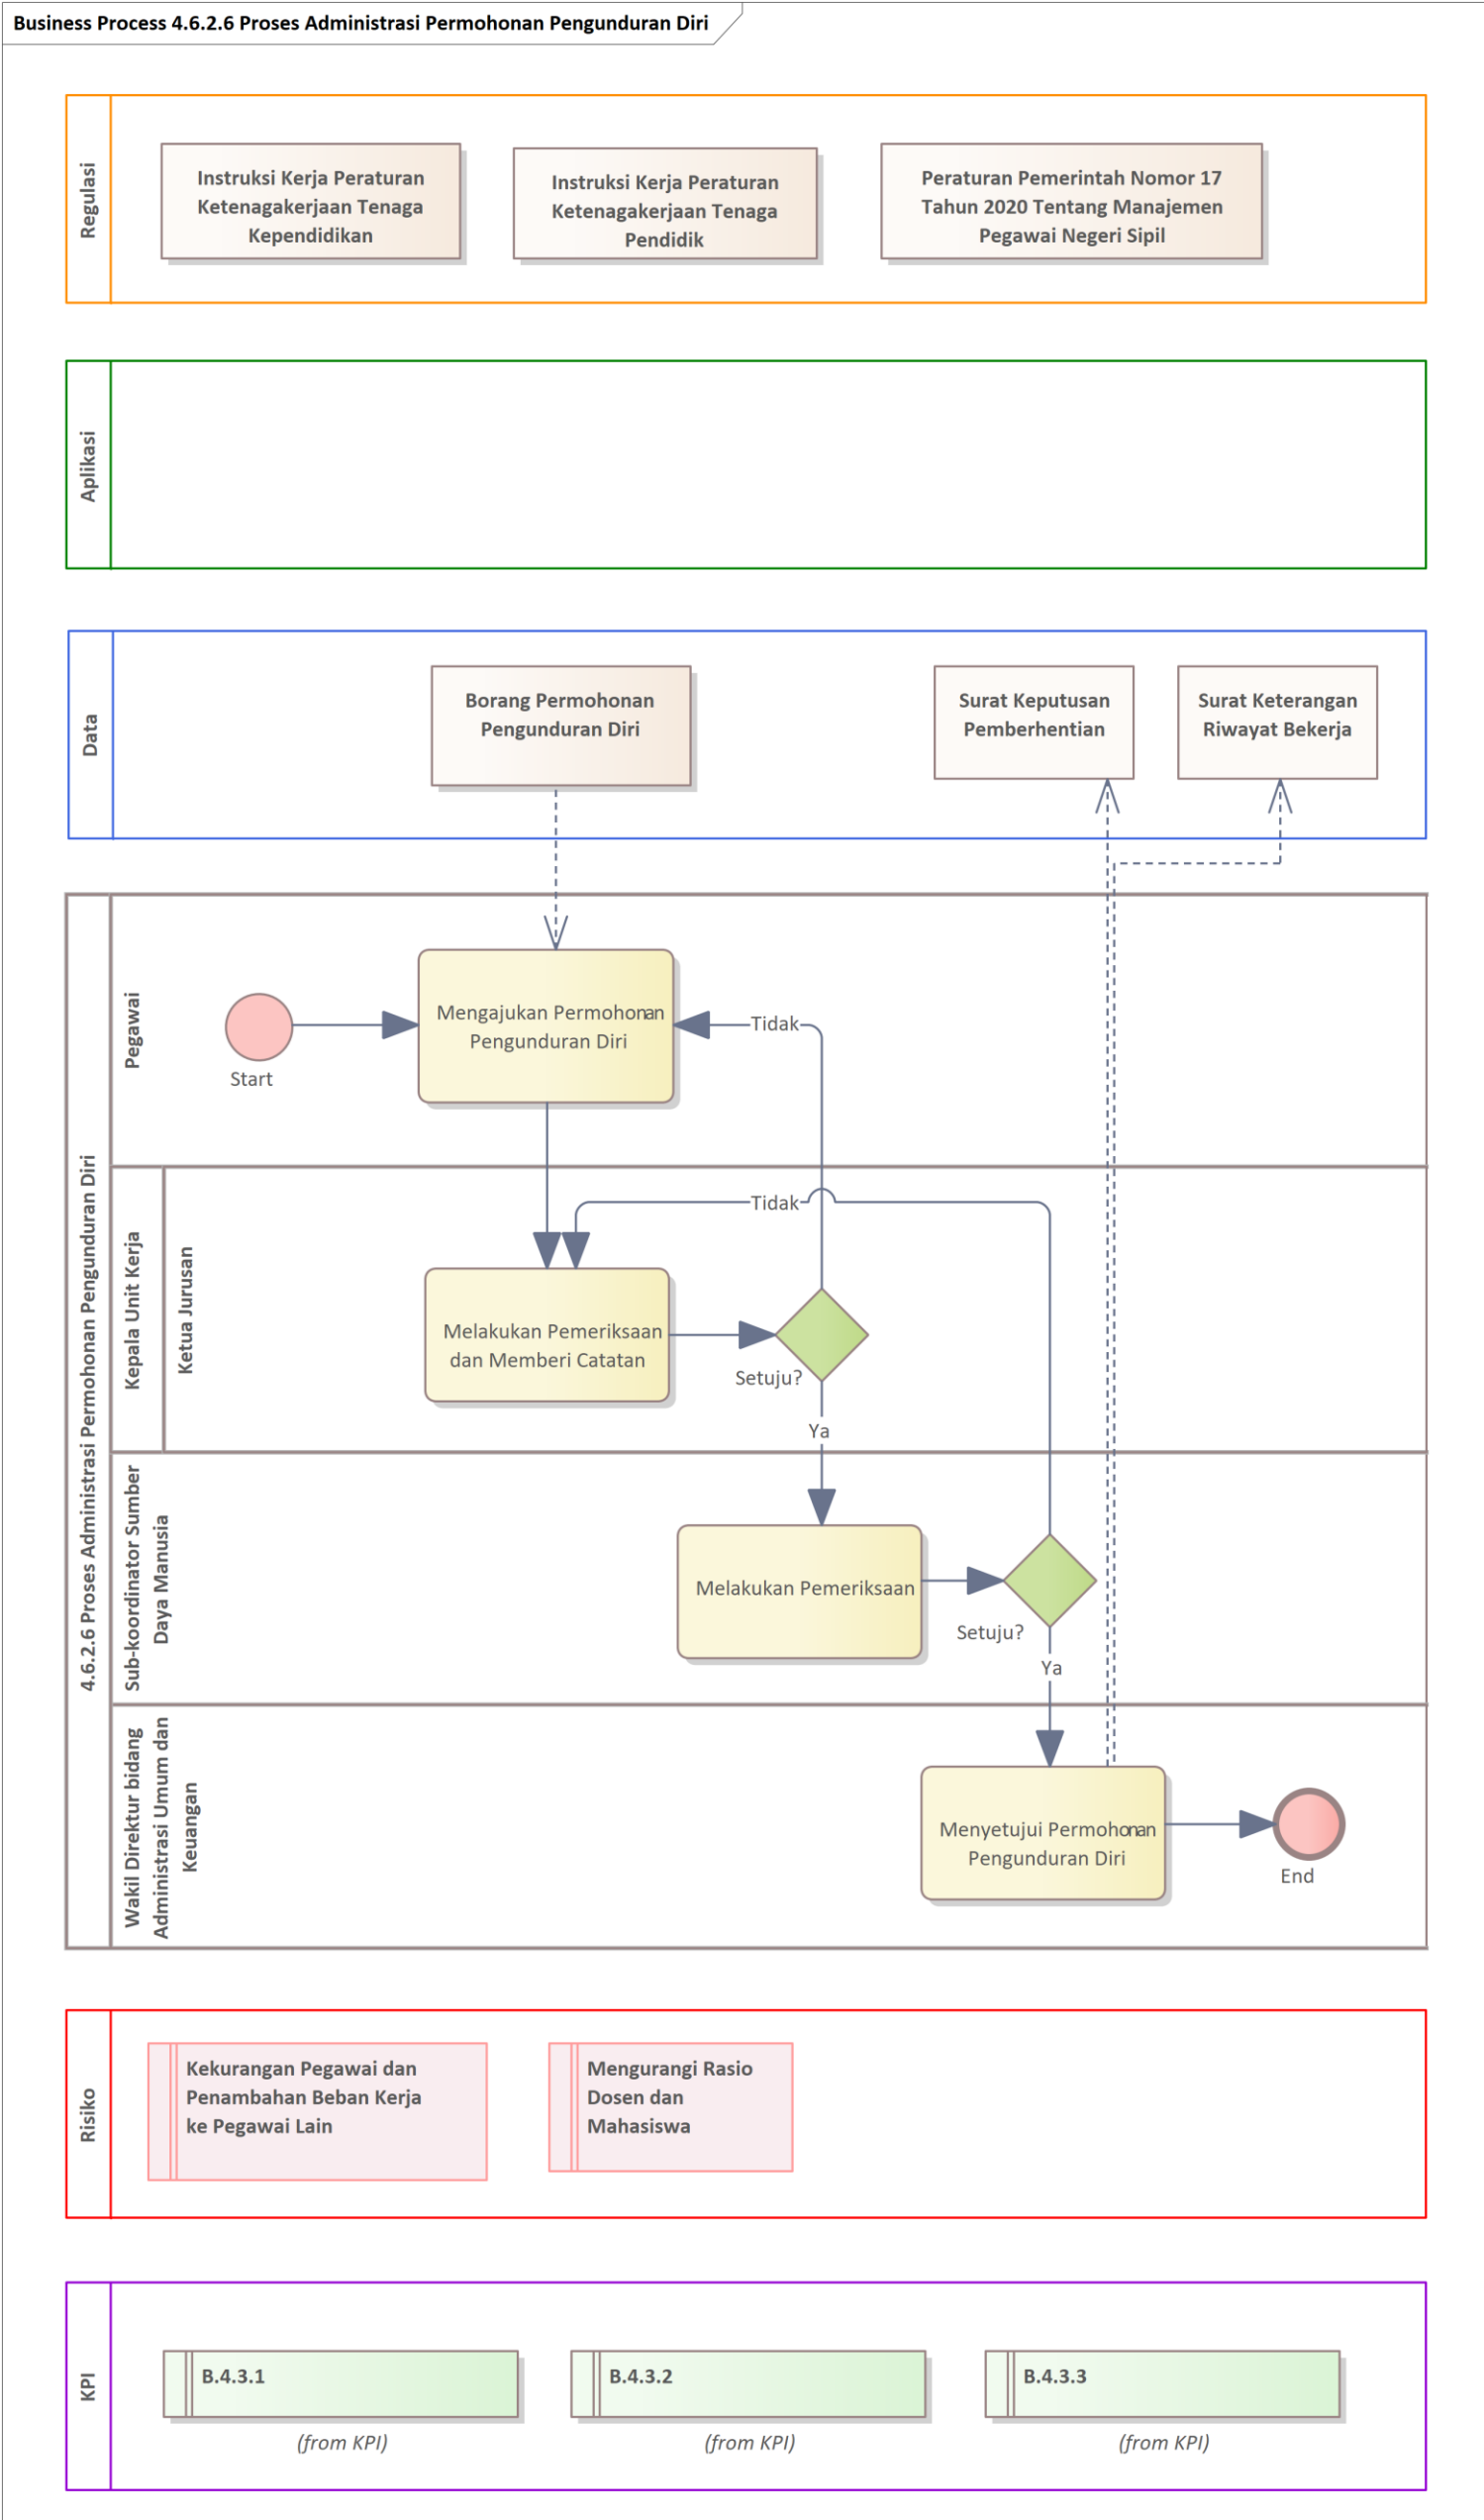 Business Process 4.6.2.6 Proses Administrasi Permohonan Pengunduran Diri
Regulasi
Instruksi Kerja Peraturan
Ketenagakerjaan Tenaga
Kependidikan
Instruksi Kerja Peraturan
Ketenagakerjaan Tenaga
Pendidik
Peraturan Pemerintah Nomor 17
Tahun 2020 Tentang Manajemen
Pegawai Negeri Sipil
Aplikasi
Data
Borang Permohonan
Pengunduran Diri
Surat Keputusan
Pemberhentian
Surat Keterangan
Riwayat Bekerja
4.6.2.6 Proses Administrasi Permohonan Pengunduran Diri
Pegawai
Start
Mengajukan Permohonan
Pengunduran Diri
Tidak
Kepala Unit Kerja
Ketua Jurusan
Tidak
Melakukan Pemeriksaan
dan Memberi Catatan
Setuju?
Ya
Sub-koordinator Sumber
Daya Manusia
Melakukan Pemeriksaan
Setuju?
Ya
Wakil Direktur bidang
Administrasi Umum dan
Keuangan
Menyetujui Permohonan
Pengunduran Diri
End
Risiko
Kekurangan Pegawai dan
Penambahan Beban Kerja
ke Pegawai Lain
Mengurangi Rasio
Dosen dan
Mahasiswa
KPI
B.4.3.1
(from KPI)
B.4.3.2
(from KPI)
B.4.3.3
(from KPI)